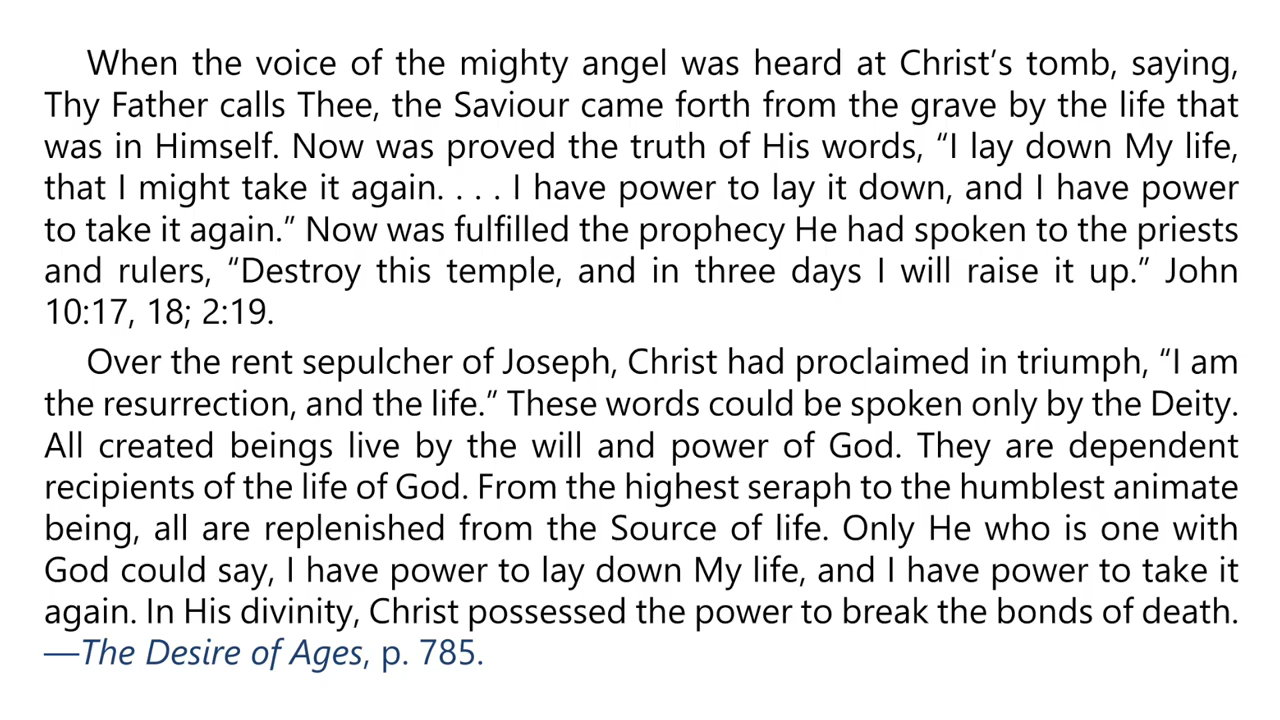 When the voice of the mighty angel was heard at Christ’s tomb, saying,
Thy Father calls Thee, the Saviour came forth from the grave by the life that
was in Himself. Now was proved the truth of His words, “I lay down My life,
that I might take it again. . . . I have power to lay it down, and I have power
to take it again.” Now was fulfilled the prophecy He had spoken to the priests
and rulers, “Destroy this temple, and in three days I will raise it up.” John
10:17, 18; 2:19.
Over the rent sepulcher of Joseph, Christ had proclaimed in triumph, “I am
the resurrection, and the life.” These words could be spoken only by the Deity.
All created beings live by the will and power of God. They are dependent
recipients of the life of God. From the highest seraph to the humblest animate
being, all are replenished from the Source of life. Only He who is one with
God could say, I have power to lay down My life, and I have power to take it
again. In His divinity, Christ possessed the power to break the bonds of death.
—The Desire of Ages, p. 785.